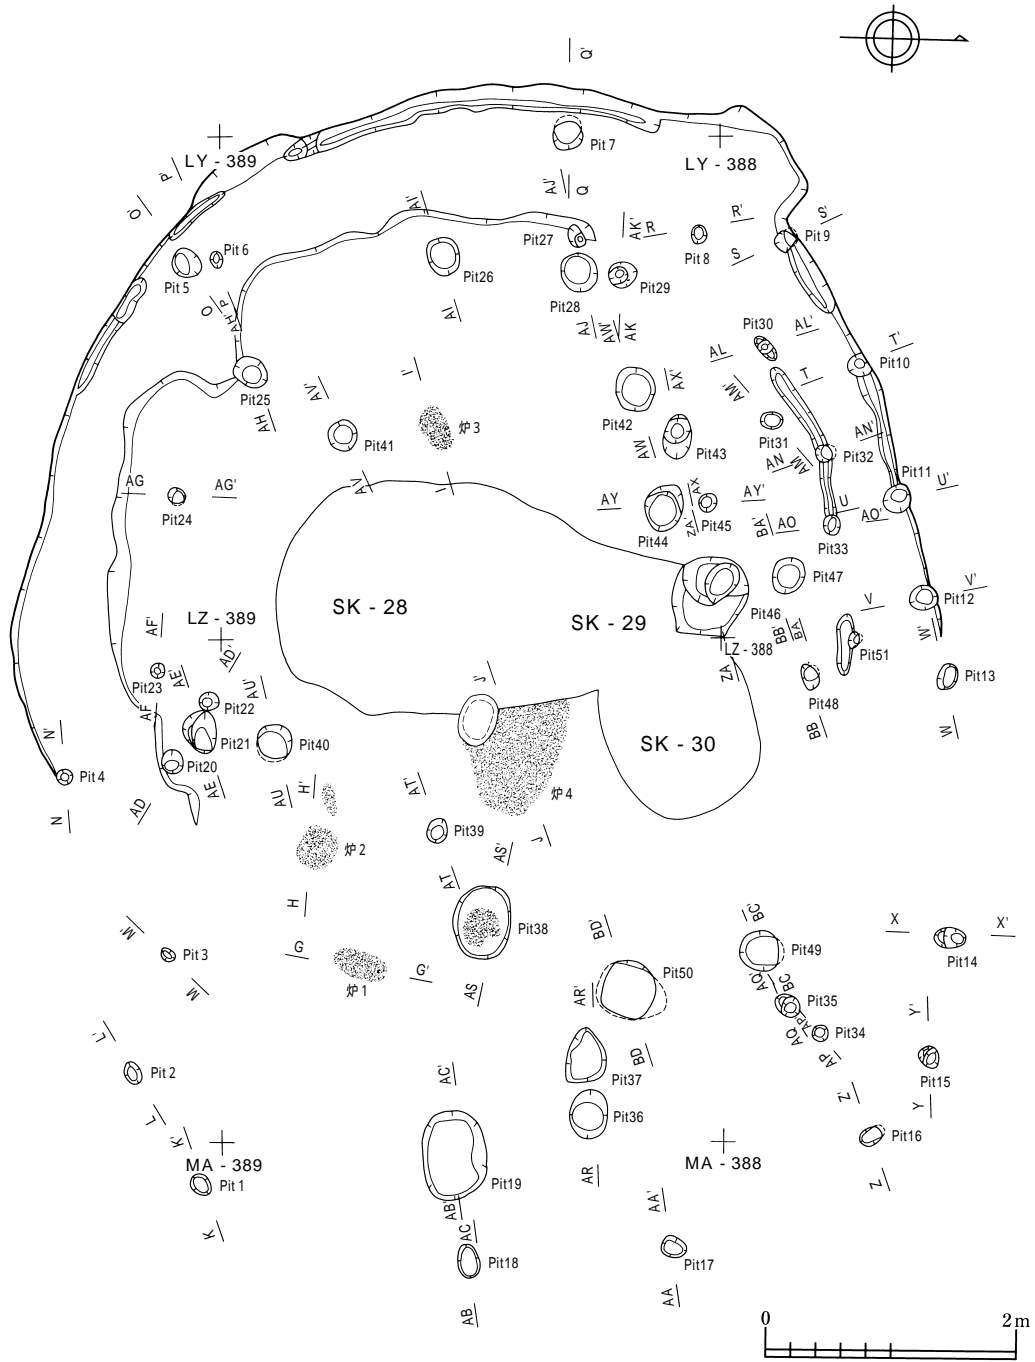 Q'
Pit 7
LY - 389
LY - 388
P
O'
AJ'
Q
AI'
AK'
R
R'
S'
Pit 9
Pit27
Pit 8
S
Pit 6
Pit 5
Pit26
Pit28
Pit29
O
P
AH'
AI
AJ
AW'
AK
Pit30
AL'
T'
AL
Pit10
I'
AV'
AX'
AM'
T
Pit25
AH
Pit42
炉3
Pit41
AW
Pit43
Pit31
AN'
Pit32
AN
AM
Pit11
AG
AG'
AV
I
AX
U'
Pit24
AY
AY'
U
Pit44
ZA'
Pit45
BA'
AO
AO'
Pit33
Pit47
V'
Pit12
SK - 28
SK - 29
Pit46
V
AF'
LZ - 389
BB'
BA
W'
LZ - 388
Pit51
AD'
Pit23
AE'
AU'
J'
ZA
Pit13
Pit48
AF
Pit22
N'
Pit21
Pit40
SK - 30
BB
W
Pit20
Pit 4
AE
AU
H'
AT'
炉4
N
AD
Pit39
J
炉2
AS'
AT
H
BC'
X
X'
M'
Pit38
BD'
G
Pit49
Pit14
Pit 3
G'
Pit50
炉1
AQ'
BC
M
AS
AR'
Pit35
Y'
AP'
L'
AQ
Pit34
BD
AP
Pit15
Pit 2
AC'
Pit37
Z'
Y
L
Pit36
K'
Pit16
MA - 389
MA - 388
Pit 1
Pit19
AR
Z
AB'
AA'
K
AC
Pit18
Pit17
AA
AB
0
2m